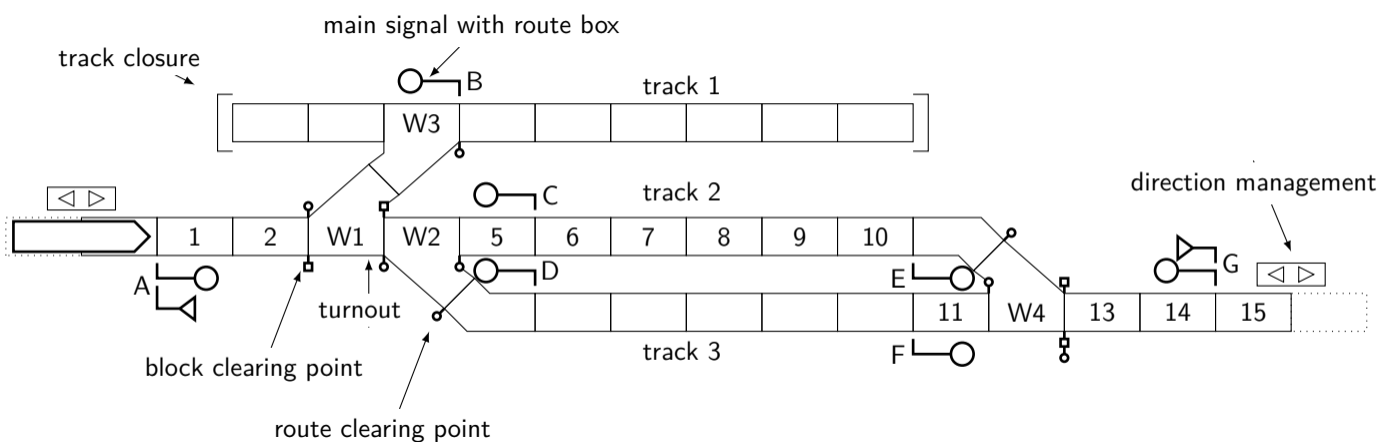 main signal with route box
track closure
B
track 1
W3
direction management
C
track 2
1 2 W1 W2 5 6 7 8 9 10
A
D
E
G
turnout
11 W4 13 14 15
block clearing point
track 3
F
route clearing point